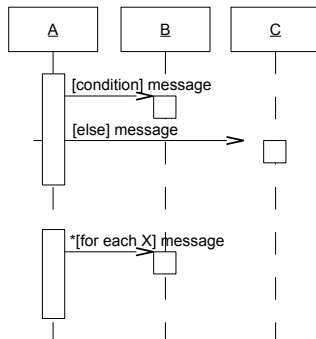 A
B
C
[condition] message
[else] message
*[for each X] message